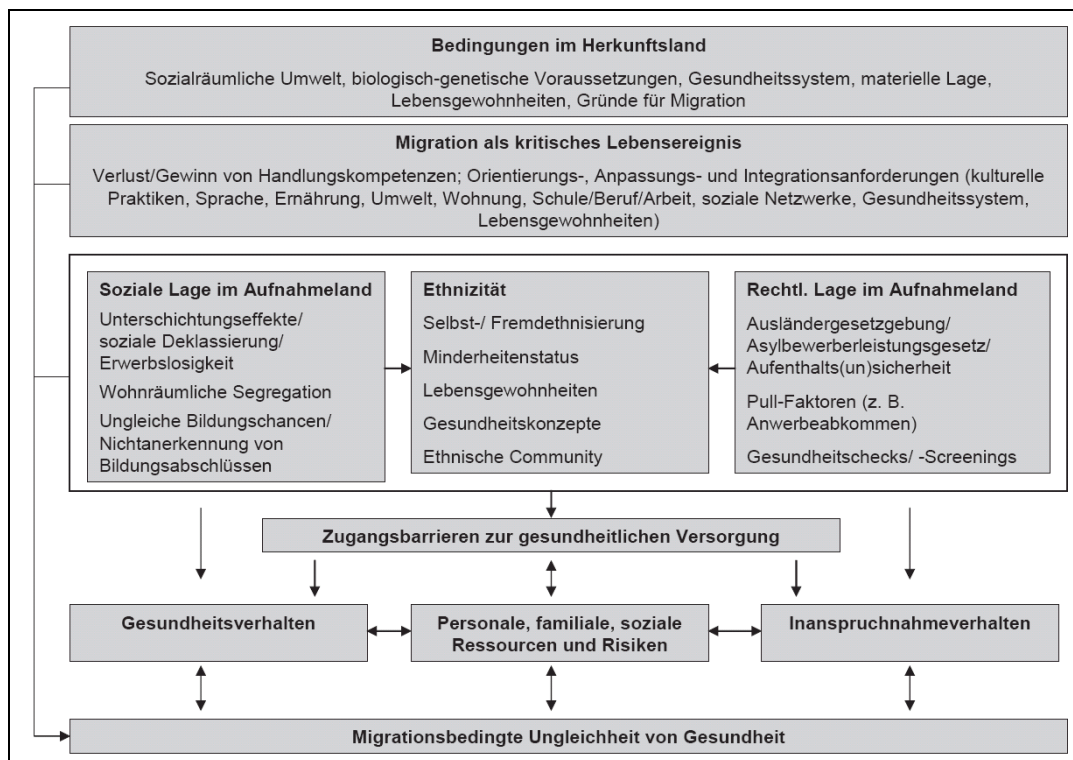 Bedingungen im Herkunftsland
Sozialräumliche Umwelt, biologisch-genetische Voraussetzungen, Gesundheitssystem, materielle Lage,
Lebensgewohnheiten, Gründe für Migration
Migration als kritisches Lebensereignis
Verlust/Gewinn von Handlungskompetenzen; Orientierungs-, Anpassungs- und Integrationsanforderungen (kulturelle
Praktiken, Sprache, Ernährung, Umwelt, Wohnung, Schule/Beruf/Arbeit, soziale Netzwerke, Gesundheitssystem,
Lebensgewohnheiten)
Soziale Lage im Aufnahmeland
Unterschichtungseffekte/
soziale Deklassierung/
Erwerbslosigkeit
Wohnräumliche Segregation
Ungleiche Bildungschancen/
Nichtanerkennung von
Bildungsabschlüssen
Ethnizität
Selbst-/ Fremdethnisierung
Minderheitenstatus
Lebensgewohnheiten
Gesundheitskonzepte
Ethnische Community
Rechtl. Lage im Aufnahmeland
Ausländergesetzgebung/
Asylbewerberleistungsgesetz/
Aufenthalts(un)sicherheit
Pull-Faktoren (z. B.
Anwerbeabkommen)
Gesundheitschecks/ -Screenings
Zugangsbarrieren zur gesundheitlichen Versorgung
Gesundheitsverhalten
Personale, familiale, soziale
Ressourcen und Risiken
Inanspruchnahmeverhalten
Migrationsbedingte Ungleichheit von Gesundheit